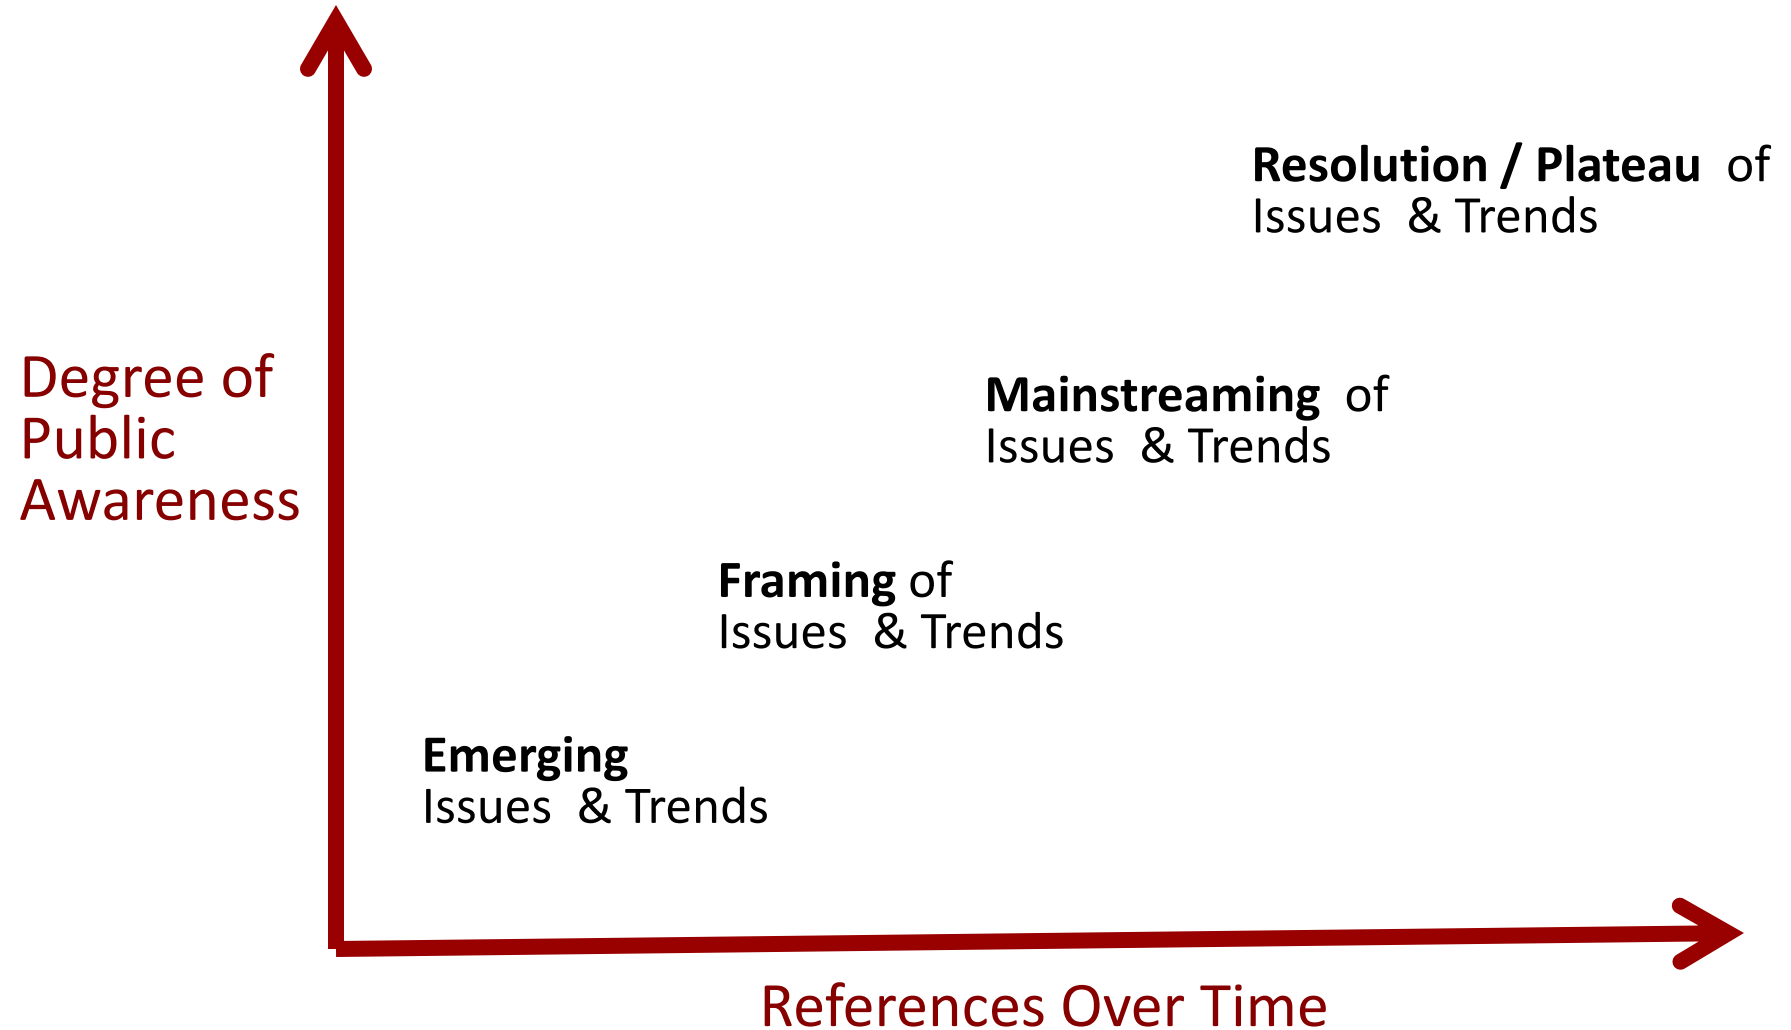 Resolution / Plateau of
Issues & Trends
Degree of
Public
Awareness
Mainstreaming of
Issues & Trends
Framing of
Issues & Trends
Emerging
Issues & Trends
References Over Time